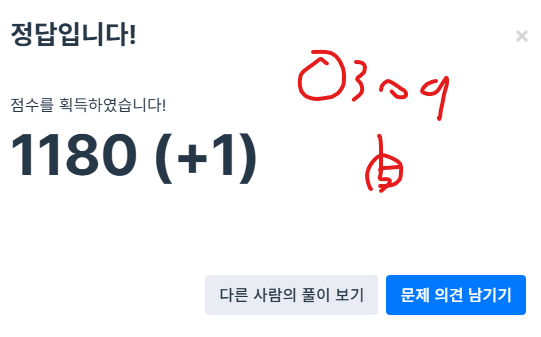 정답입니다!
×
점수를 획득하였습니다!
1180 (+1)
다른 사람의 풀이 보기
문제 의견 남기기